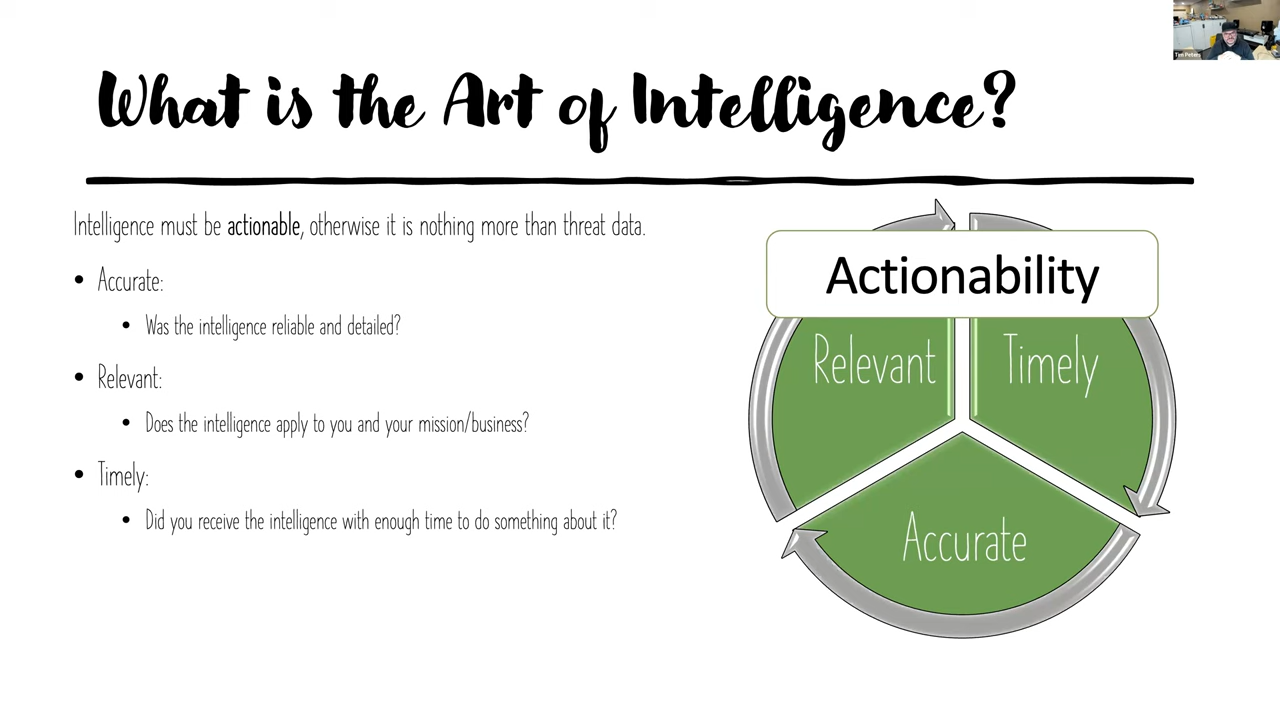 What is the Art of Intelligence?
Intelligence must be actionable, otherwise it is nothing more than threat data.
• Accurate:
• Was the intelligence reliable and detailed?
• Relevant:
• Does the intelligence apply to you and your mission/business?
• Timely:
• Did you receive the intelligence with enough time to do something about it?
Actionability
Relevant
Timely
Accurate
Tim Peters